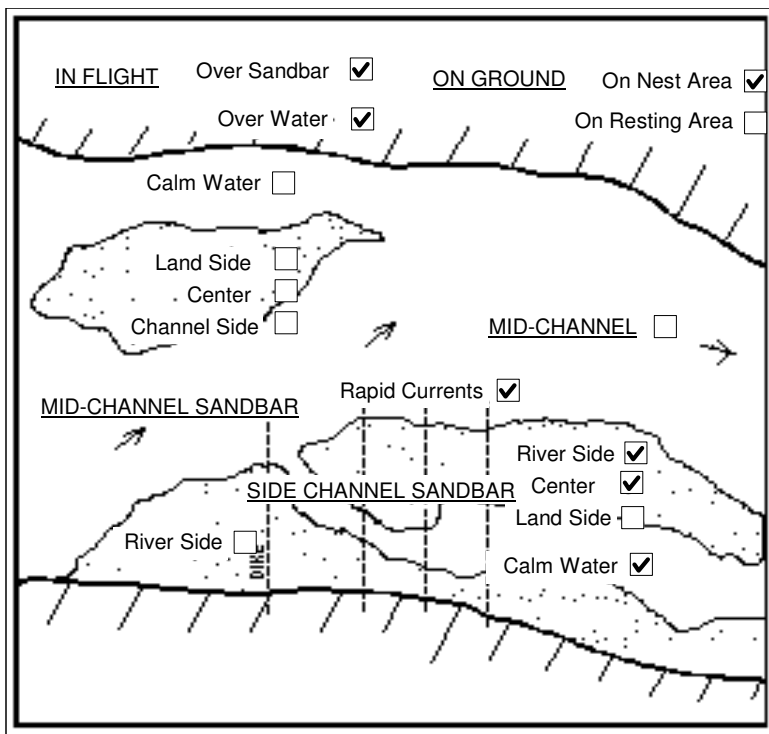 IN FLIGHT Over Sandbar ON GROUND On Nest Area
Over Water On Resting Area
Calm Water
Land Side
Center
Channel Side
MID-CHANNEL
Rapid Currents
MID-CHANNEL SANDBAR
River Side
SIDE CHANNEL SANDBAR Center
Land Side
River Side
DIKE
Calm Water